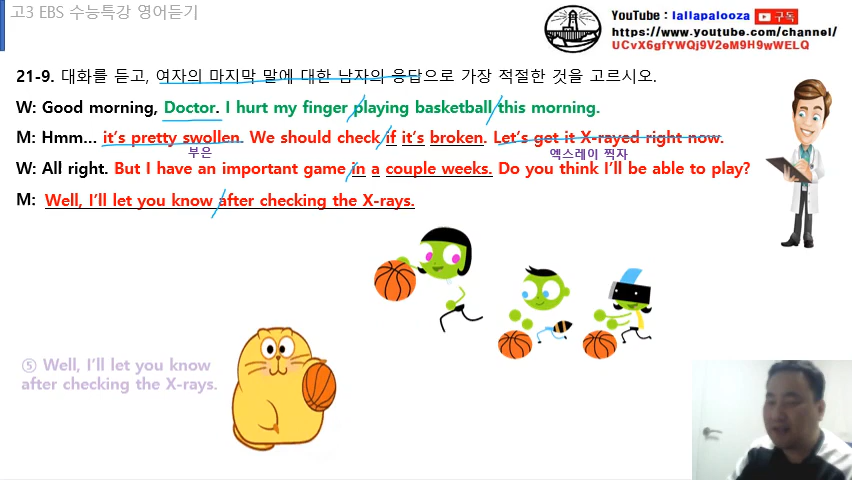 고3 EBS 수능특강 영어듣기
YouTube : lallapalooza 구독
https://www.youtube.com/channel/
UCvX6gfYWQj9V2eM9H9wWELQ
21-9. 대화를 듣고, 여자의 마지막 말에 대한 남자의 응답으로 가장 적절한 것을 고르시오.
W: Good morning, Doctor. I hurt my finger playing basketball this morning.
M: Hmm... it's pretty swollen. We should check if it's broken. Let's get it X-rayed right now.
부은
엑스레이 찍자
W: All right. But I have an important game in a couple weeks. Do you think I'll be able to play?
M: Well, I'll let you know after checking the X-rays.
⑤ Well, I'll let you know
after checking the X-rays.